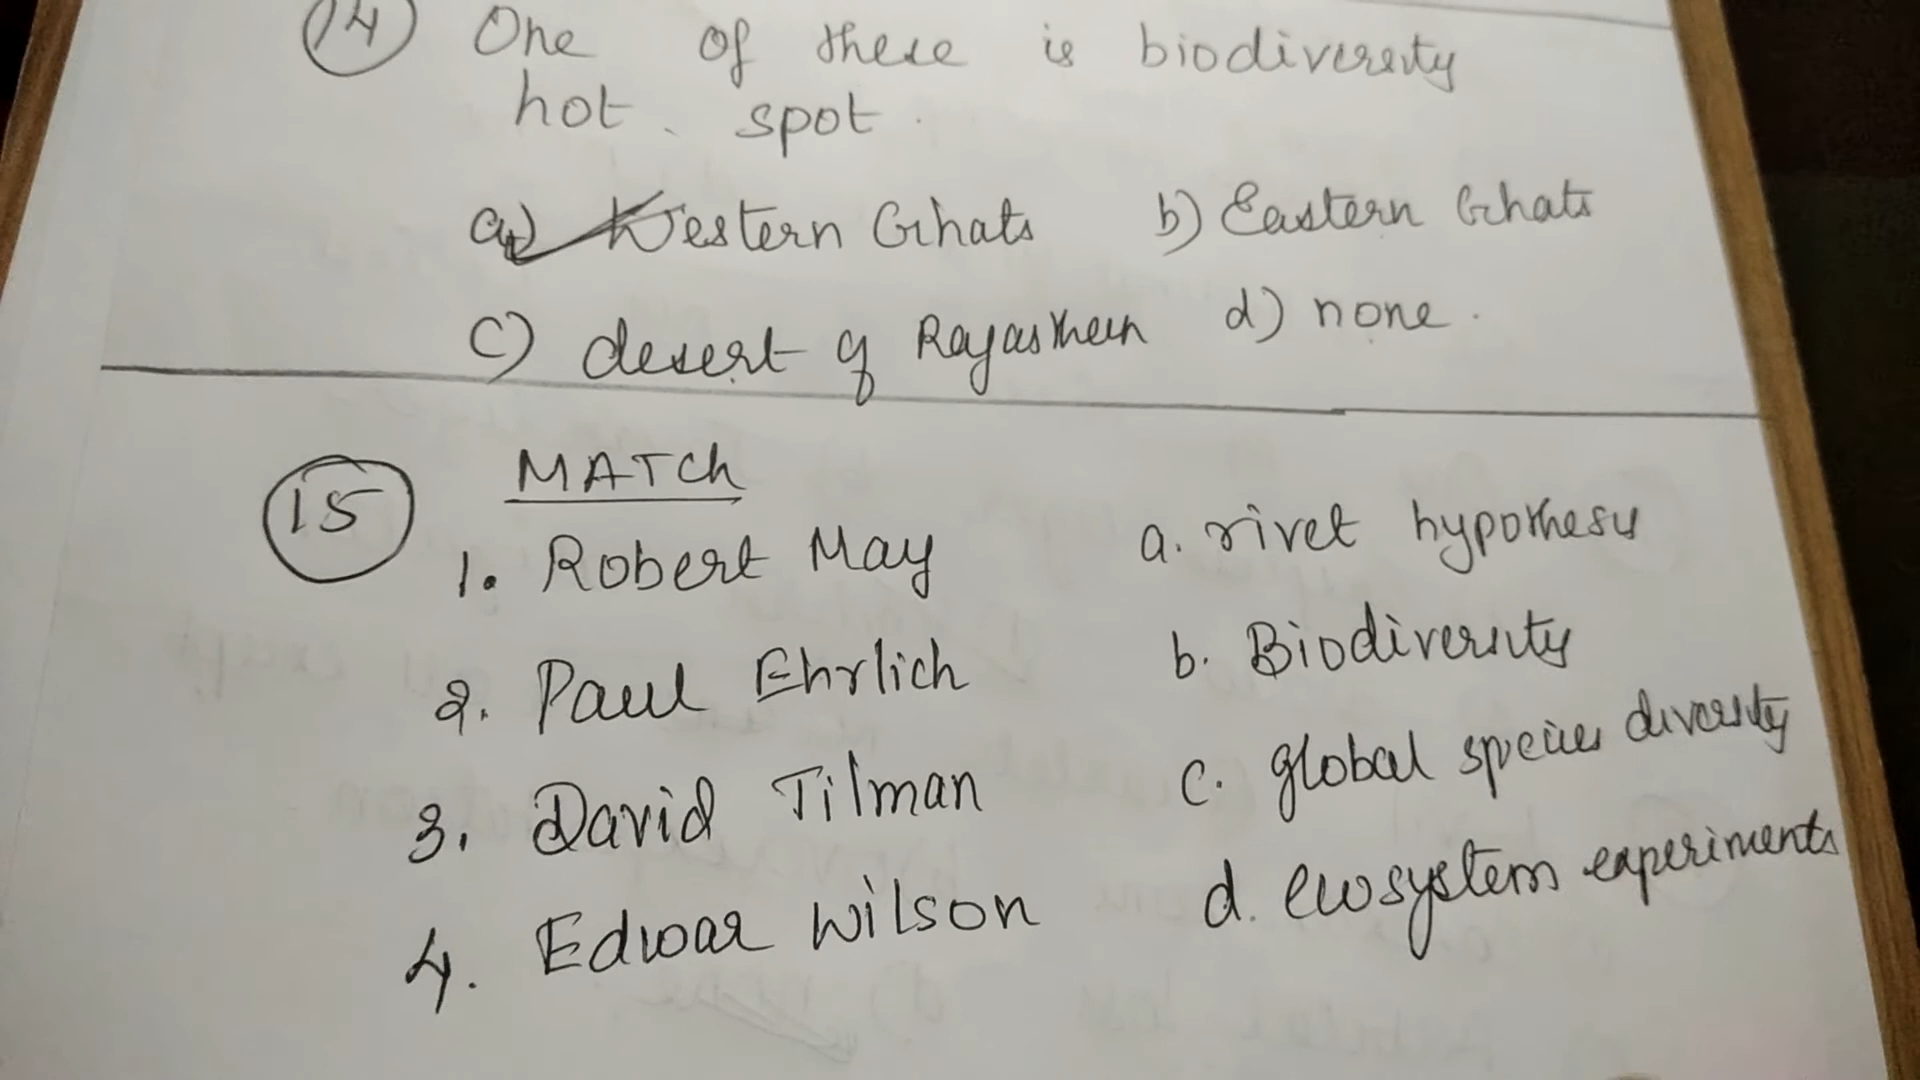 14 One of these is biodiversity
hot spot.
a) Western Ghats b) Eastern Ghats
c) desert of Rajasthan d) none.
15 MATCh
1. Robert May a. rivet hypothesis
2. Paul Ehrlich b. Biodiversity
3. David Tilman c. global species diversity
4. Edwar Wilson d. ecosystem experiments